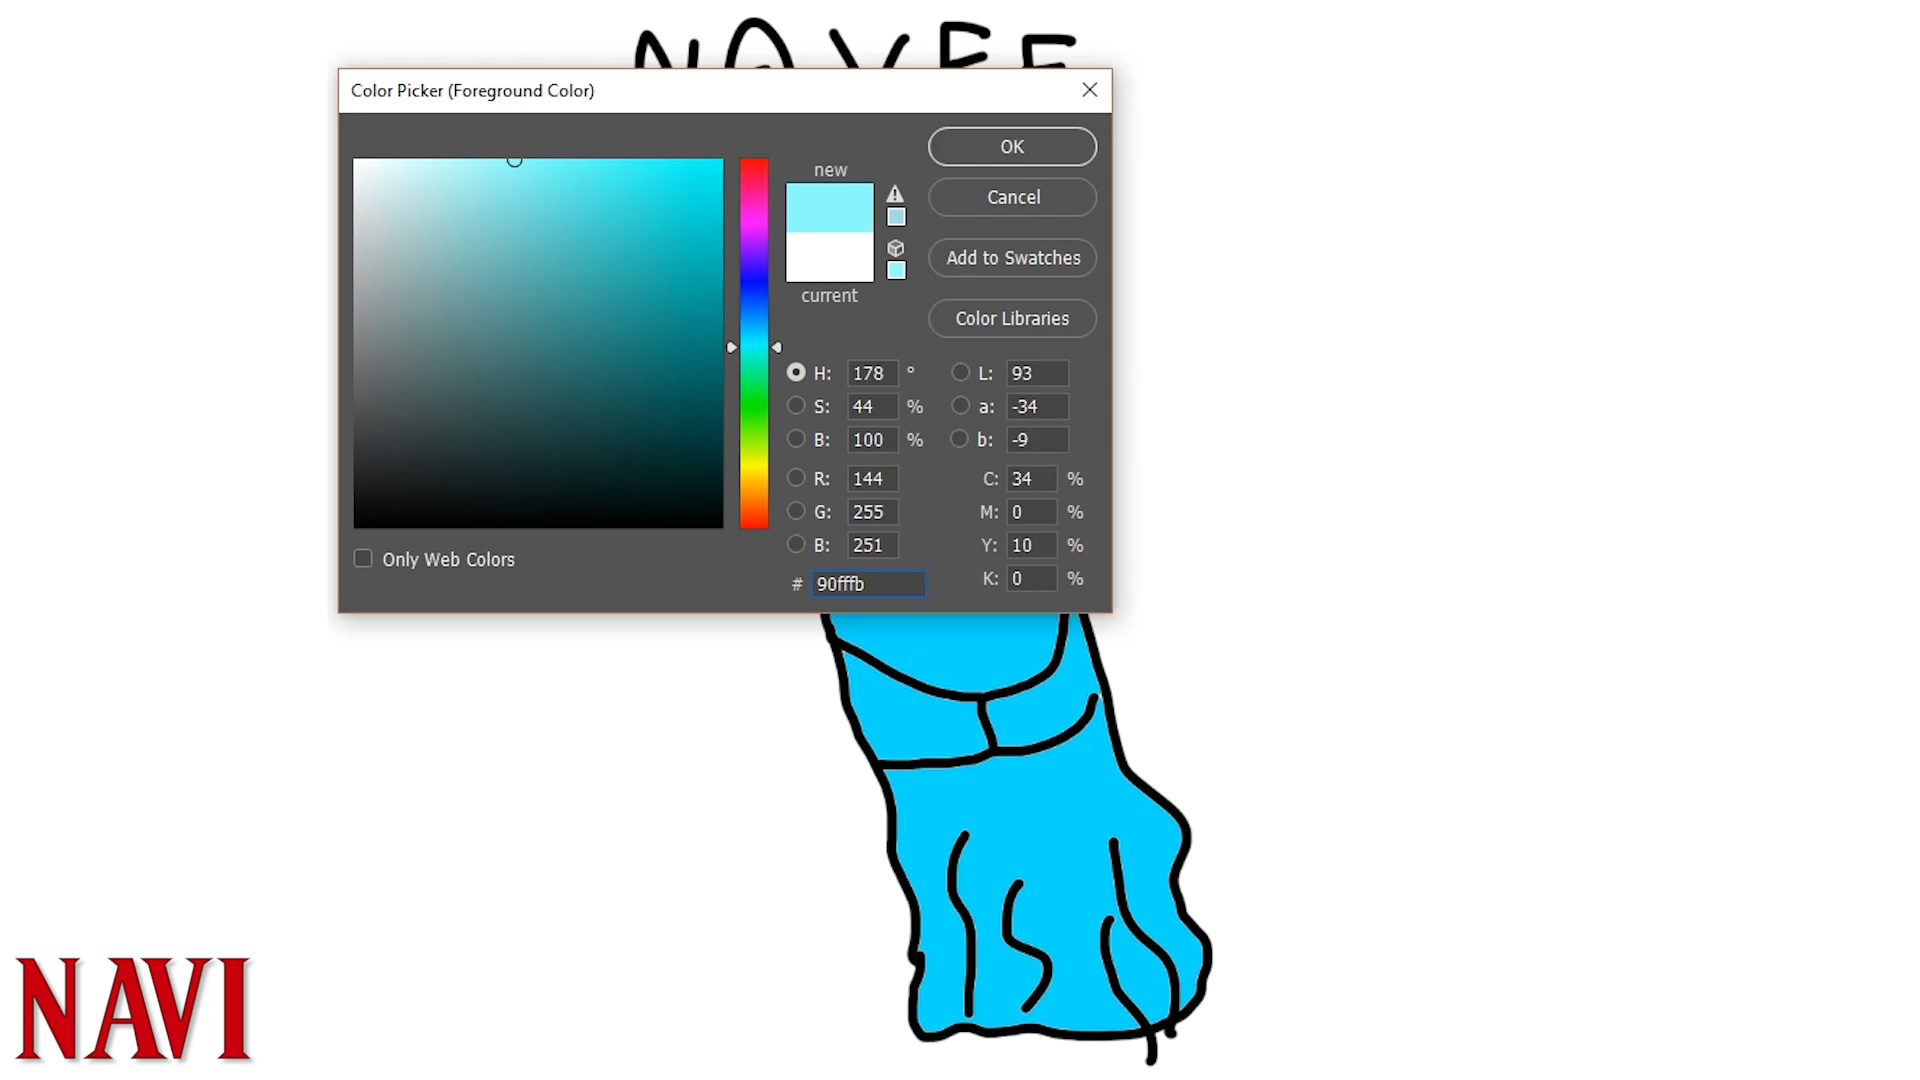 NAYEE
Color Picker (Foreground Color)
OK
new
Cancel
Add to Swatches
current
Color Libraries
H: 178 °
L: 93
S: 44 %
a: -34
B: 100 %
b: -9
R: 144
C: 34 %
G: 255
M: 0 %
B: 251
Y: 10 %
Only Web Colors
# 90fffb
K: 0 %
NAVI